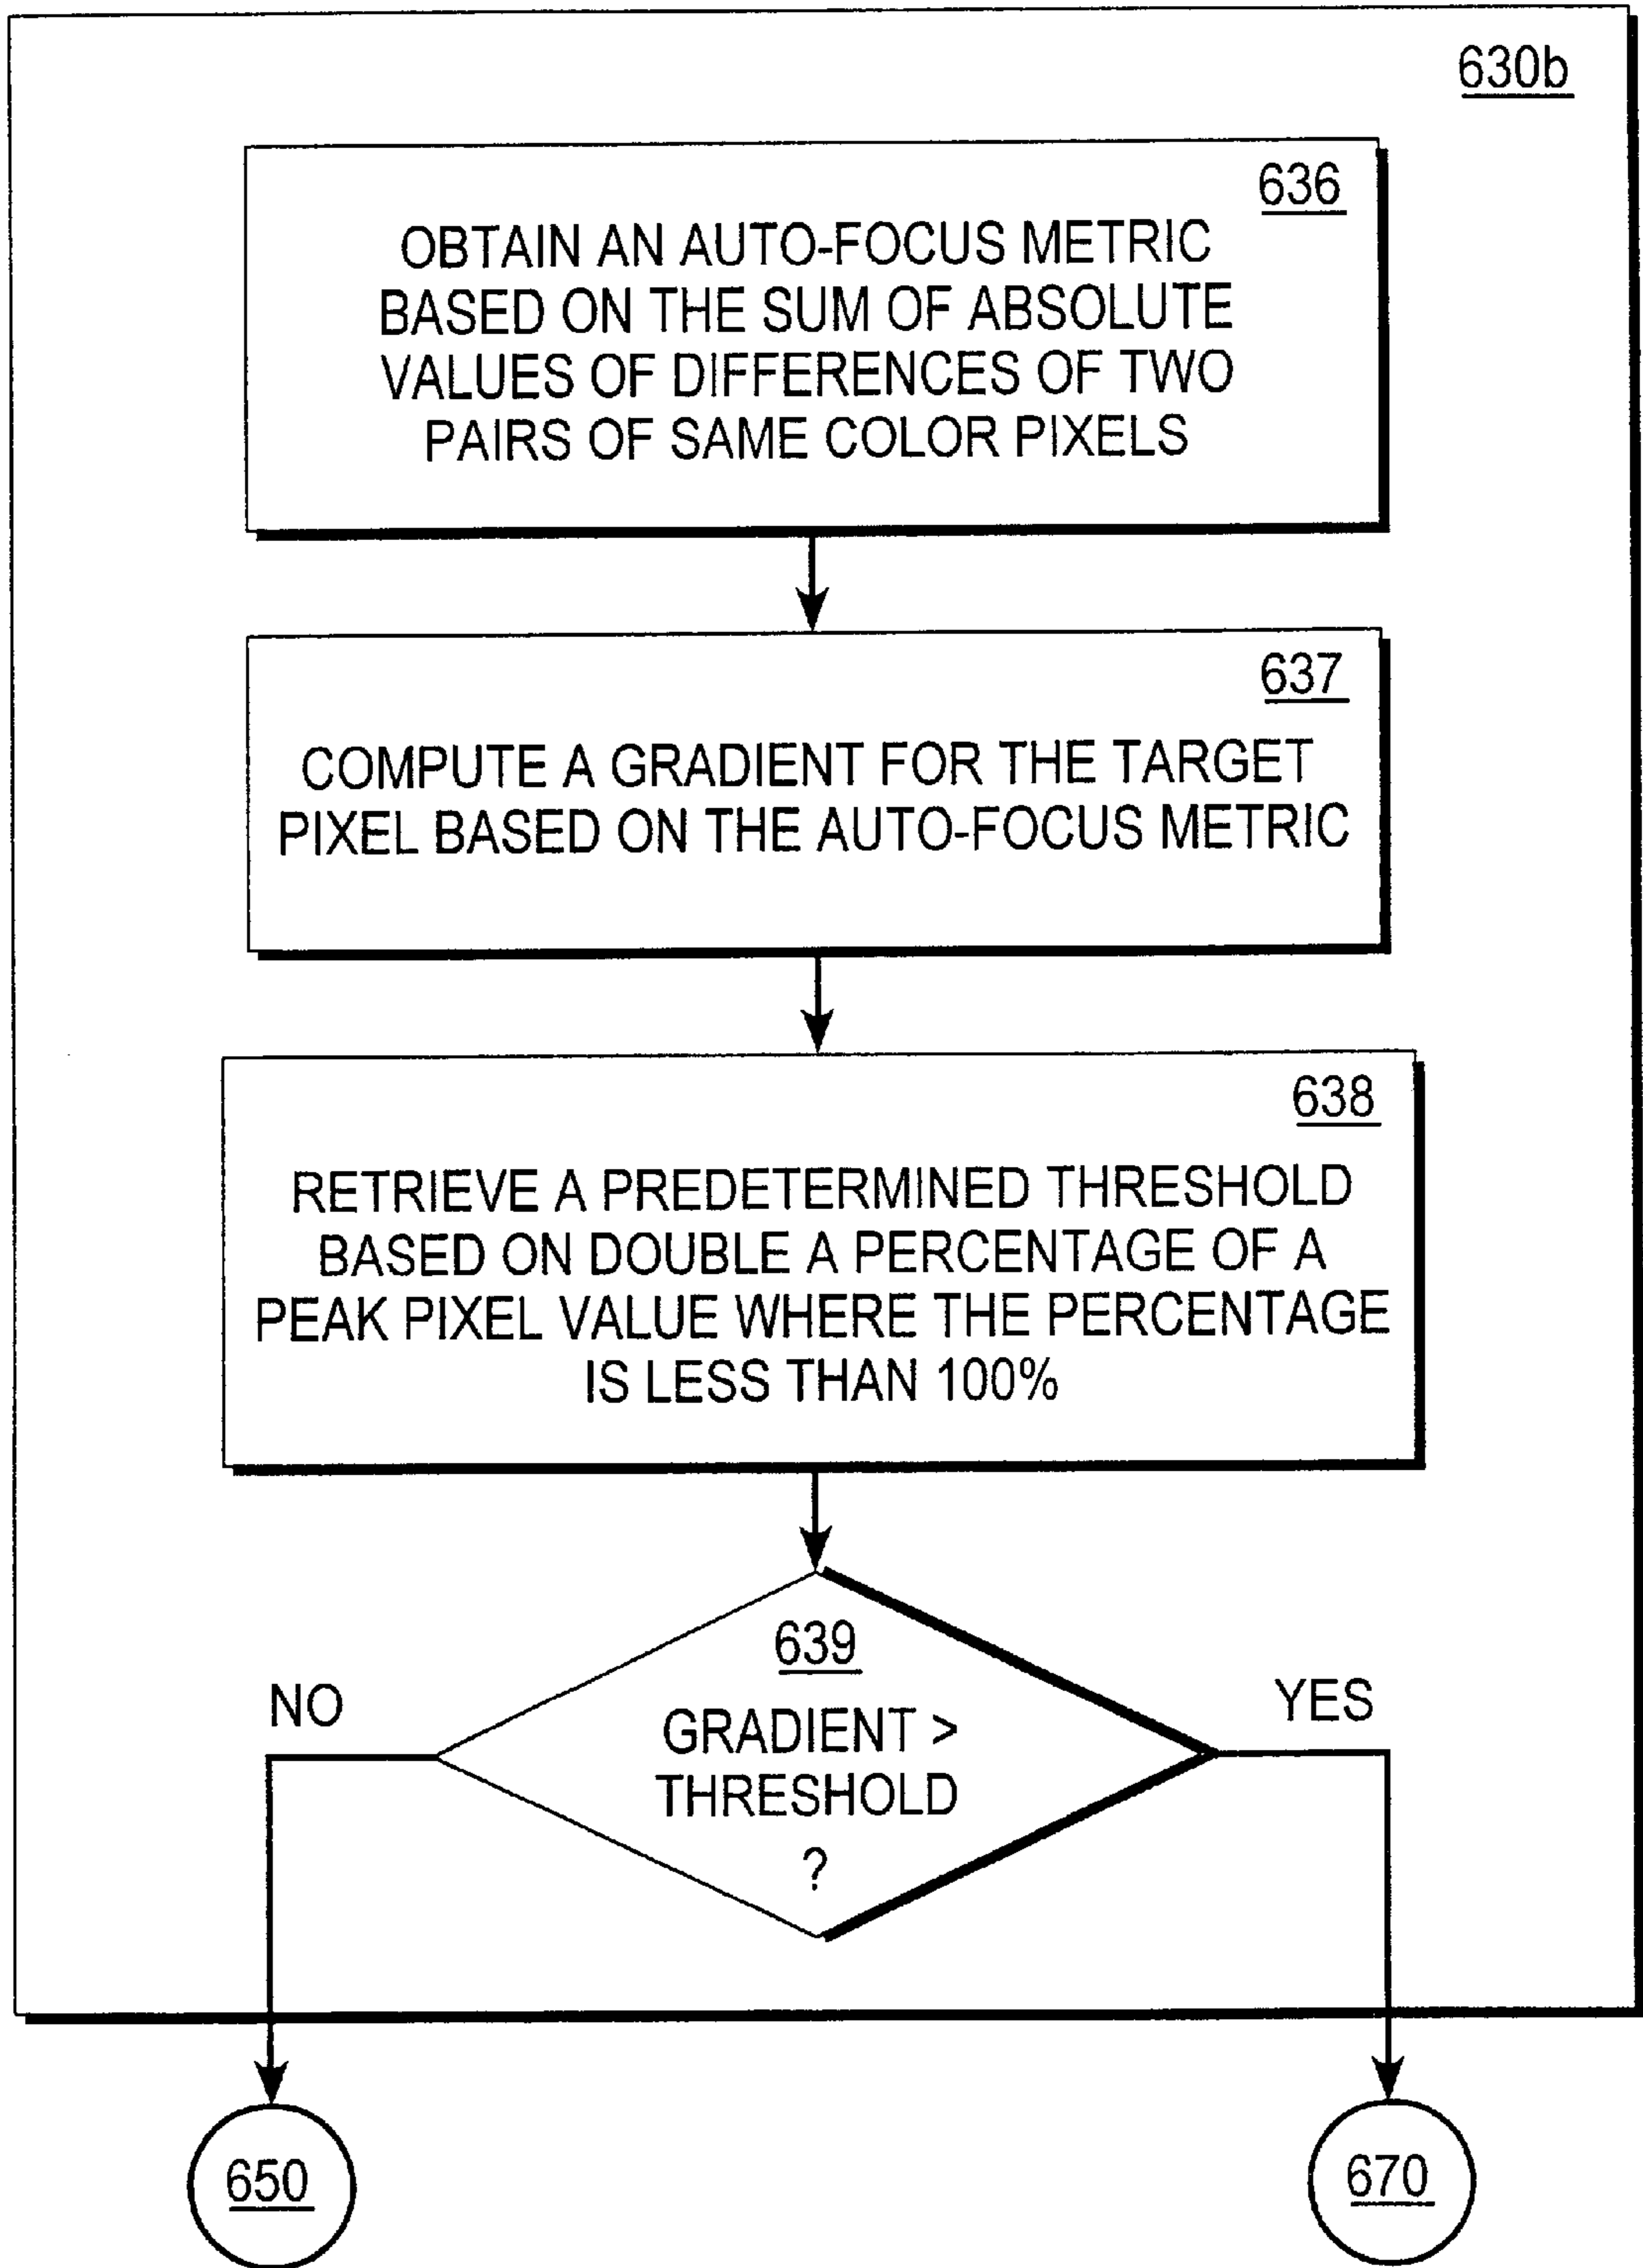 630b
636
OBTAIN AN AUTO-FOCUS METRIC
BASED ON THE SUM OF ABSOLUTE
VALUES OF DIFFERENCES OF TWO
PAIRS OF SAME COLOR PIXELS
637
COMPUTE A GRADIENT FOR THE TARGET
PIXEL BASED ON THE AUTO-FOCUS METRIC
638
RETRIEVE A PREDETERMINED THRESHOLD
BASED ON DOUBLE A PERCENTAGE OF A
PEAK PIXEL VALUE WHERE THE PERCENTAGE
IS LESS THAN 100%
639
NO
YES
GRADIENT >
THRESHOLD
?
650
670